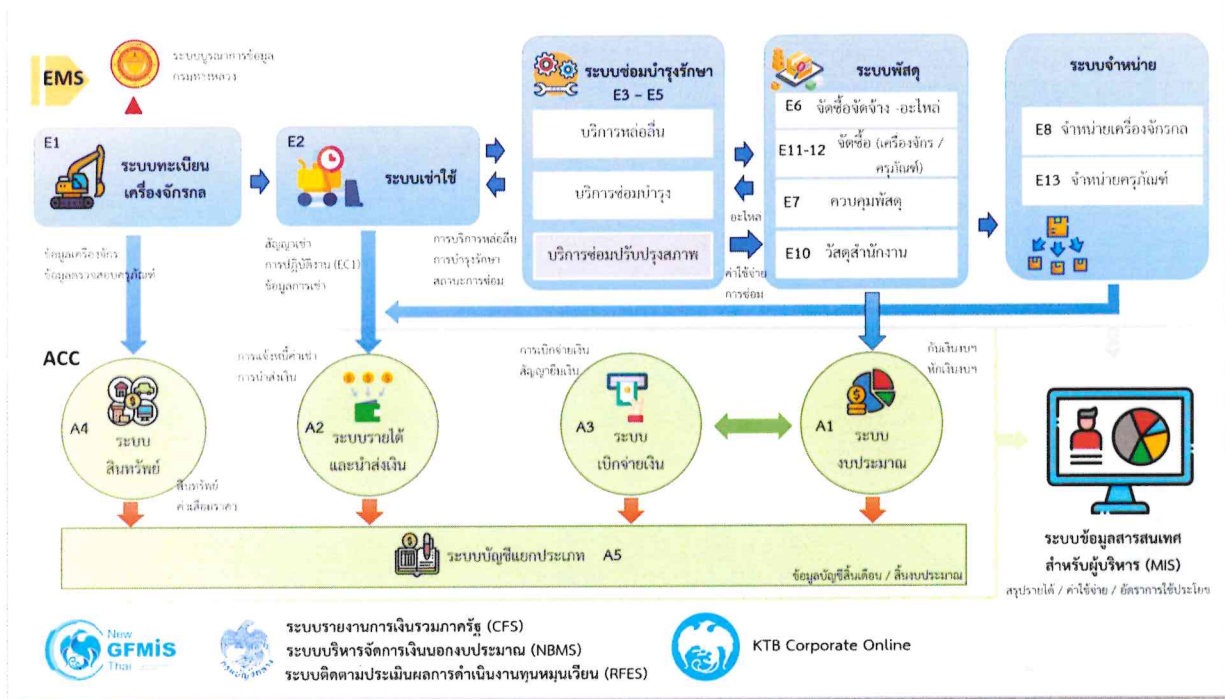 EMS
ระบบบูรณาการข้อมูล
กรมทางหลวง
E1
ระบบทะเบียน
เครื่องจักรกล
E2
ระบบเช่าใช้
ระบบซ่อมบำรุงรักษา
E3 – E5
บริการหล่อลื่น
บริการซ่อมบำรุง
บริการซ่อมปรับปรุงสภาพ
ระบบพัสดุ
E6 จัดซื้อจัดจ้าง -อะไหล่
E11-12 จัดซื้อ (เครื่องจักร /
ครุภัณฑ์)
E7 ควบคุมพัสดุ
E10 วัสดุสำนักงาน
ระบบจำหน่าย
E8 จำหน่ายเครื่องจักรกล
E13 จำหน่ายครุภัณฑ์
อะไหล่
ค่าใช้จ่าย
การซ่อม
ข้อมูลเครื่องจักร
ข้อมูลตรวจสอบครุภัณฑ์
สัญญาเช่า
การปฏิบัติงาน (EC1)
ข้อมูลการเช่า
การบริการหล่อลื่น
การบำรุงรักษา
สถานะการซ่อม
ACC
การแจ้งหนี้ค่าเช่า
การนำส่งเงิน
การเบิกจ่ายเงิน
สัญญายืมเงิน
กันเงินงบฯ
หักเงินงบฯ
A4
ระบบ
สินทรัพย์
A2 ระบบรายได้
และนำส่งเงิน
A3 ระบบ
เบิกจ่ายเงิน
A1 ระบบ
งบประมาณ
สินทรัพย์
ค่าเสื่อมราคา
ระบบบัญชีแยกประเภท A5
ข้อมูลบัญชีสิ้นเดือน / สิ้นงบประมาณ
ระบบข้อมูลสารสนเทศ
สำหรับผู้บริหาร (MIS)
สรุปรายได้ / ค่าใช้จ่าย / อัตราการใช้ประโยช
New
GFMiS
Thai
กรมบัญชีกลาง
ระบบรายงานการเงินรวมภาครัฐ (CFS)
ระบบบริหารจัดการเงินนอกงบประมาณ (NBMS)
ระบบติดตามประเมินผลการดำเนินงานทุนหมุนเวียน (RFES)
KTB Corporate Online